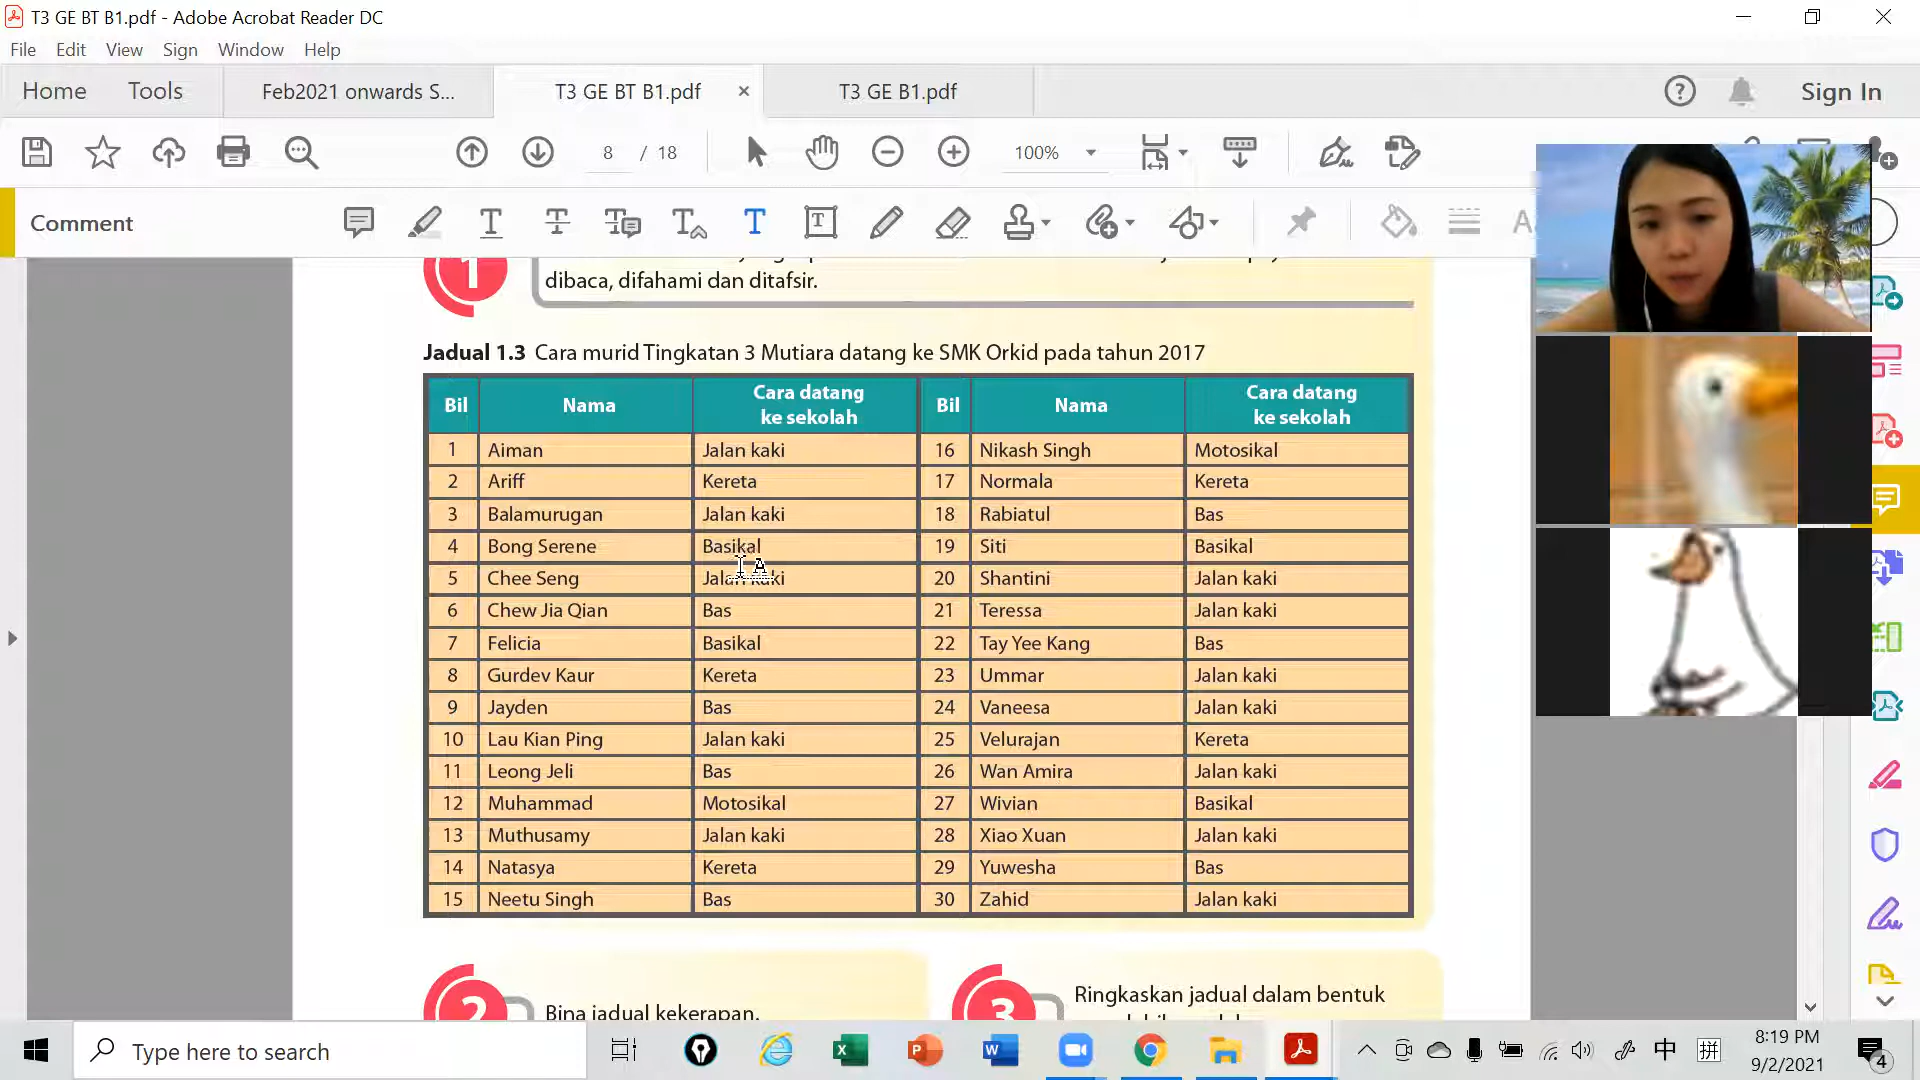 T3 GE BT B1.pdf - Adobe Acrobat Reader DC
File Edit View Sign Window Help
Home Tools Feb2021 onwards S... T3 GE BT B1.pdf × T3 GE B1.pdf Sign In
8 / 18 100%
Comment
1 dibaca, difahami dan ditafsir.
Jadual 1.3 Cara murid Tingkatan 3 Mutiara datang ke SMK Orkid pada tahun 2017
Bil Nama Cara datang ke sekolah Bil Nama Cara datang ke sekolah
1 Aiman Jalan kaki 16 Nikash Singh Motosikal
2 Ariff Kereta 17 Normala Kereta
3 Balamurugan Jalan kaki 18 Rabiatul Bas
4 Bong Serene Basikal 19 Siti Basikal
5 Chee Seng Jalan kaki 20 Shantini Jalan kaki
6 Chew Jia Qian Bas 21 Teressa Jalan kaki
7 Felicia Basikal 22 Tay Yee Kang Bas
8 Gurdev Kaur Kereta 23 Ummar Jalan kaki
9 Jayden Bas 24 Vaneesa Jalan kaki
10 Lau Kian Ping Jalan kaki 25 Velurajan Kereta
11 Leong Jeli Bas 26 Wan Amira Jalan kaki
12 Muhammad Motosikal 27 Wivian Basikal
13 Muthusamy Jalan kaki 28 Xiao Xuan Jalan kaki
14 Natasya Kereta 29 Yuwesha Bas
15 Neetu Singh Bas 30 Zahid Jalan kaki
2 Bina jadual kekerapan.
3 Ringkaskan jadual dalam bentuk
Type here to search
中 拼 8:19 PM
9/2/2021 4